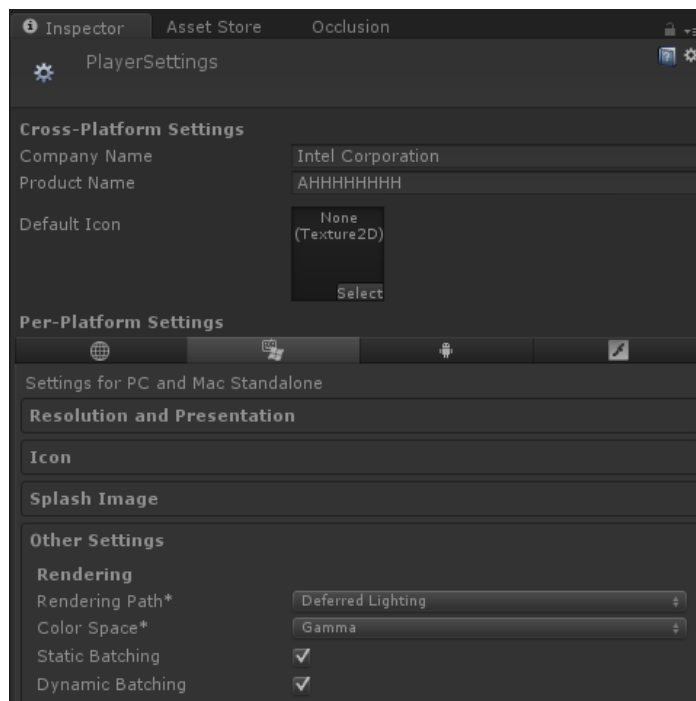 Inspector Asset Store Occlusion
PlayerSettings
Cross-Platform Settings
Company Name Intel Corporation
Product Name AHHHHHHHH
Default Icon
None
(Texture2D)
Select
Per-Platform Settings
Settings for PC and Mac Standalone
Resolution and Presentation
Icon
Splash Image
Other Settings
Rendering
Rendering Path* Deferred Lighting
Color Space* Gamma
Static Batching
Dynamic Batching